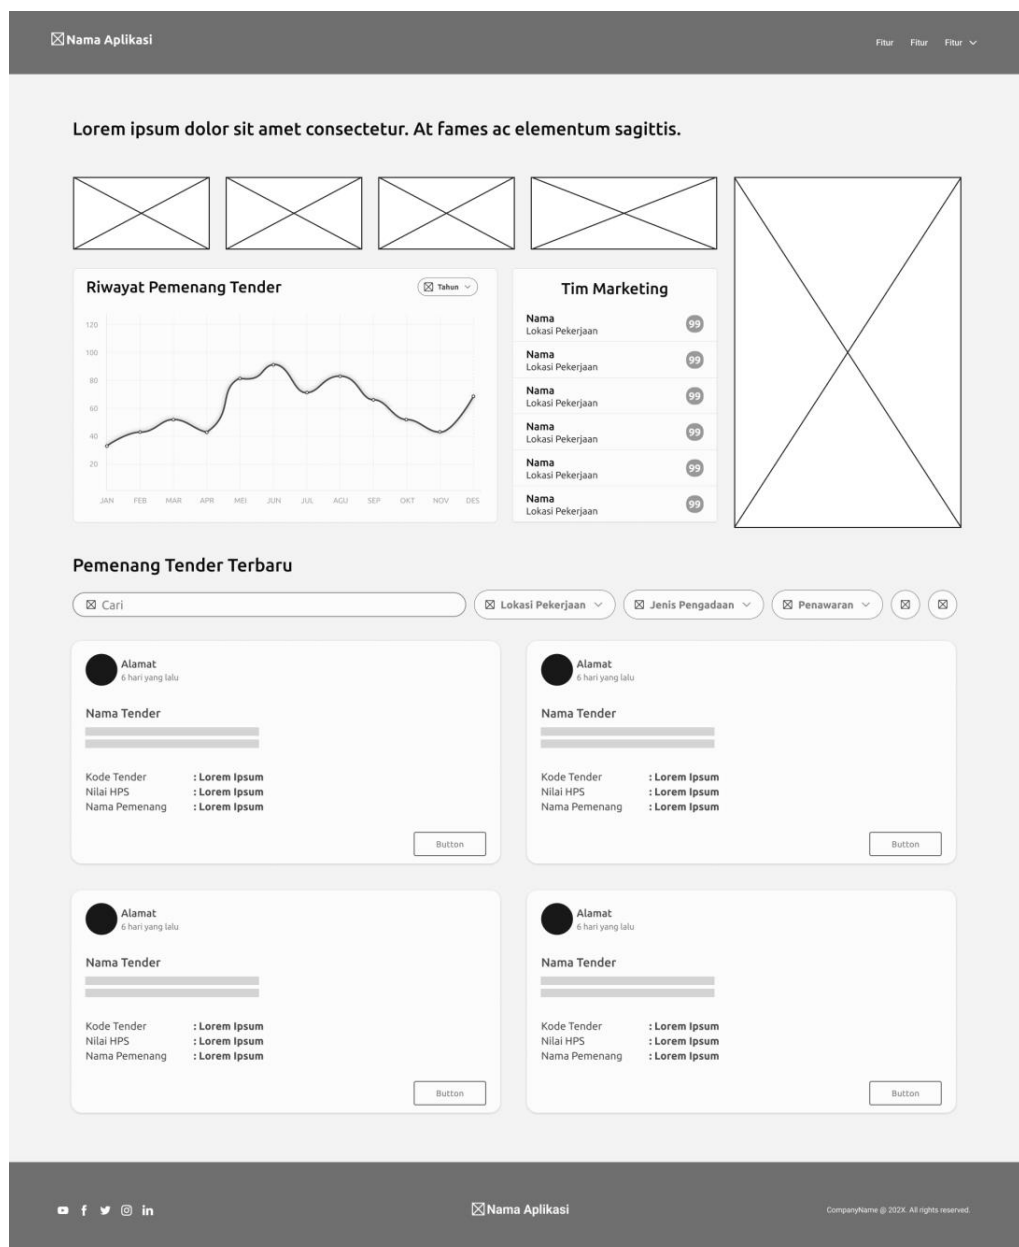 Nama Aplikasi
Fitur Fitur Fitur
Lorem ipsum dolor sit amet consectetur. At fames ac elementum sagittis.
Riwayat Pemenang Tender
Tahun
120
100
80
60
40
20
JAN FEB MAR APR MEI JUN JUL AGU SEP OKT NOV DES
Tim Marketing
Nama
Lokasi Pekerjaan
99
Nama
Lokasi Pekerjaan
99
Nama
Lokasi Pekerjaan
99
Nama
Lokasi Pekerjaan
99
Nama
Lokasi Pekerjaan
99
Nama
Lokasi Pekerjaan
99
Pemenang Tender Terbaru
Cari
Lokasi Pekerjaan
Jenis Pengadaan
Penawaran
Alamat
6 hari yang lalu
Nama Tender
Kode Tender : Lorem Ipsum
Nilai HPS : Lorem Ipsum
Nama Pemenang : Lorem Ipsum
Button
Alamat
6 hari yang lalu
Nama Tender
Kode Tender : Lorem Ipsum
Nilai HPS : Lorem Ipsum
Nama Pemenang : Lorem Ipsum
Button
Alamat
6 hari yang lalu
Nama Tender
Kode Tender : Lorem Ipsum
Nilai HPS : Lorem Ipsum
Nama Pemenang : Lorem Ipsum
Button
Alamat
6 hari yang lalu
Nama Tender
Kode Tender : Lorem Ipsum
Nilai HPS : Lorem Ipsum
Nama Pemenang : Lorem Ipsum
Button
Nama Aplikasi
CompanyName @ 202X. All rights reserved.